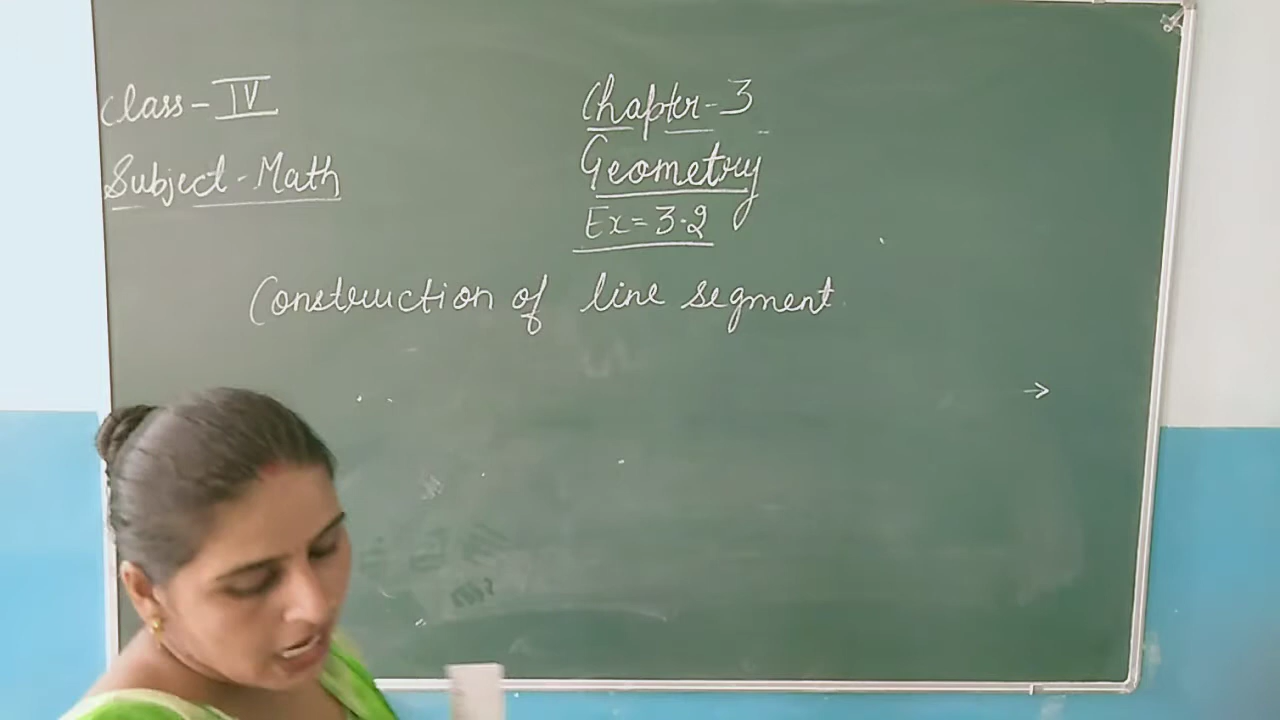 Class - IV
Subject - Math
Chapter - 3
Geometry
Ex = 3.2
Construction of line segment